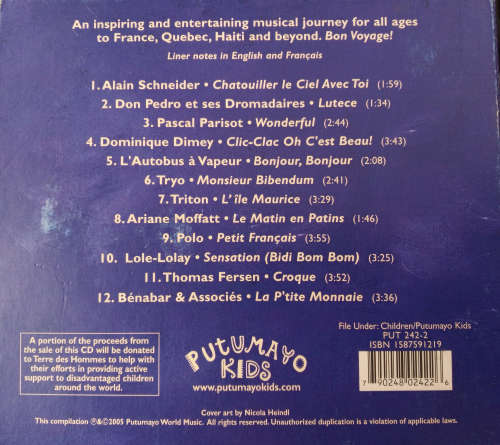 An inspiring and entertaining musical journey for all ages
to France, Quebec, Haiti and beyond. Bon Voyage!
Liner notes in English and Français
1. Alain Schneider • Chatouiller le Ciel Avec Toi (1:59)
2. Don Pedro et ses Dromadaires • Lutece (1:34)
3. Pascal Parisot • Wonderful (2:44)
4. Dominique Dimey • Clic-Clac Oh C'est Beau! (3:43)
5. L'Autobus à Vapeur • Bonjour, Bonjour (2:08)
6. Tryo • Monsieur Bibendum (2:41)
7. Triton • L' île Maurice (3:29)
8. Ariane Moffatt • Le Matin en Patins (1:46)
9. Polo • Petit Français (3:55)
10. Lole-Lolay • Sensation (Bidi Bom Bom) (3:25)
11. Thomas Fersen • Croque (3:52)
12. Bénabar & Associés • La P'tite Monnaie (3:36)
A portion of the proceeds from
the sale of this CD will be donated
to Terre des Hommes to help with
their efforts in providing active
support to disadvantaged children
around the world.
PUTUMAYO
KIDS
www.putumayokids.com
File Under: Children/Putumayo Kids
PUT 242-2
ISBN 1587591219
7 90248 02422 6
Cover art by Nicola Heindl
This compilation ℗&©2005 Putumayo World Music. All rights reserved. Unauthorized duplication is a violation of applicable laws.